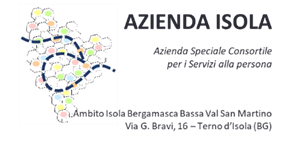 AZIENDA ISOLA
Azienda Speciale Consortile
per i Servizi alla persona
Ambito Isola Bergamasca Bassa Val San Martino
Via G. Bravi, 16 – Terno d'Isola (BG)